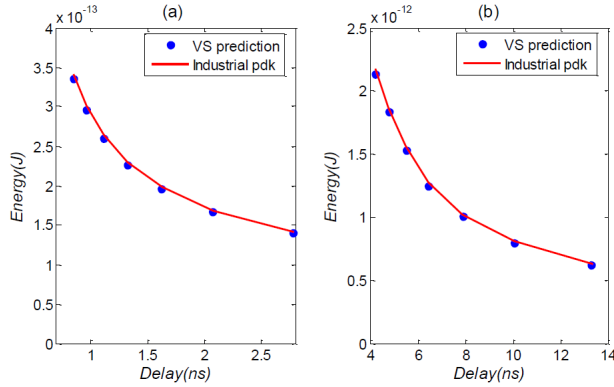 (a)
x 10⁻¹³
VS prediction
Industrial pdk
4
3.5
3
2.5
2
1.5
1
0.5
0
Energy(J)
1
1.5
2
2.5
Delay(ns)
(b)
x 10⁻¹²
VS prediction
Industrial pdk
2.5
2
1.5
1
0.5
0
Energy(J)
4
6
8
10
12
14
Delay(ns)